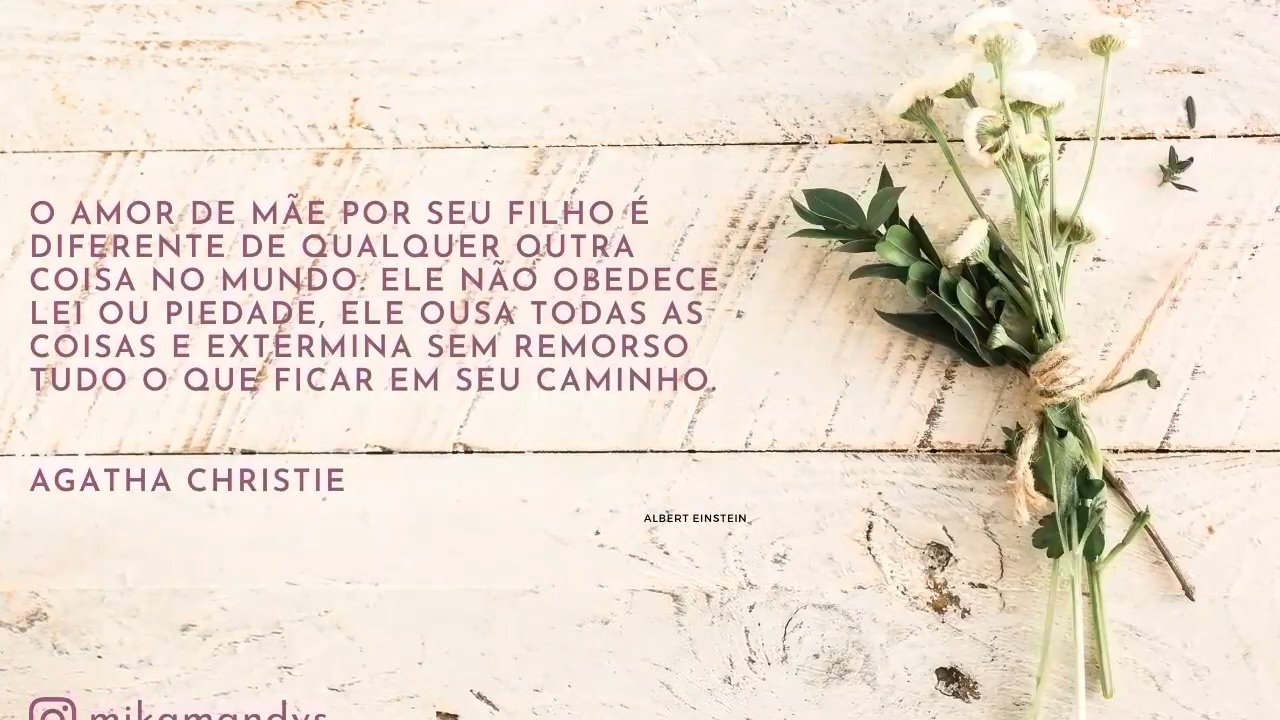 O AMOR DE MÃE POR SEU FILHO É
DIFERENTE DE QUALQUER OUTRA
COISA NO MUNDO. ELE NÃO OBEDECE
LEI OU PIEDADE, ELE OUSA TODAS AS
COISAS E EXTERMINA SEM REMORSO
TUDO O QUE FICAR EM SEU CAMINHO.
AGATHA CHRISTIE
ALBERT EINSTEIN
mikamandys